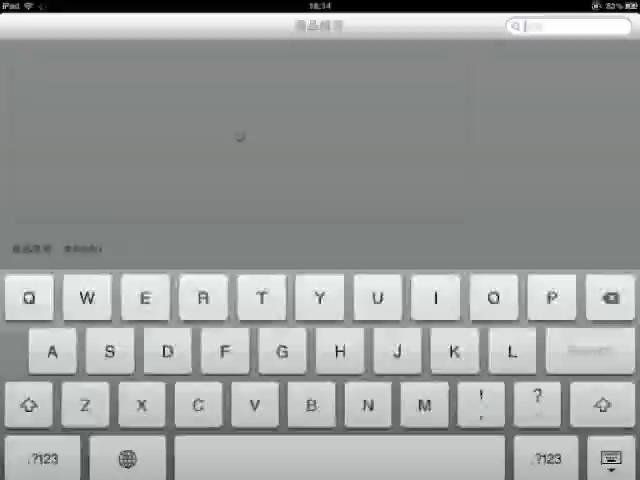 iPad 18:14 83%
Q W E R T Y U I O P
A S D F G H J K L
Z X C V B N M ! , ? .
.?123 .?123